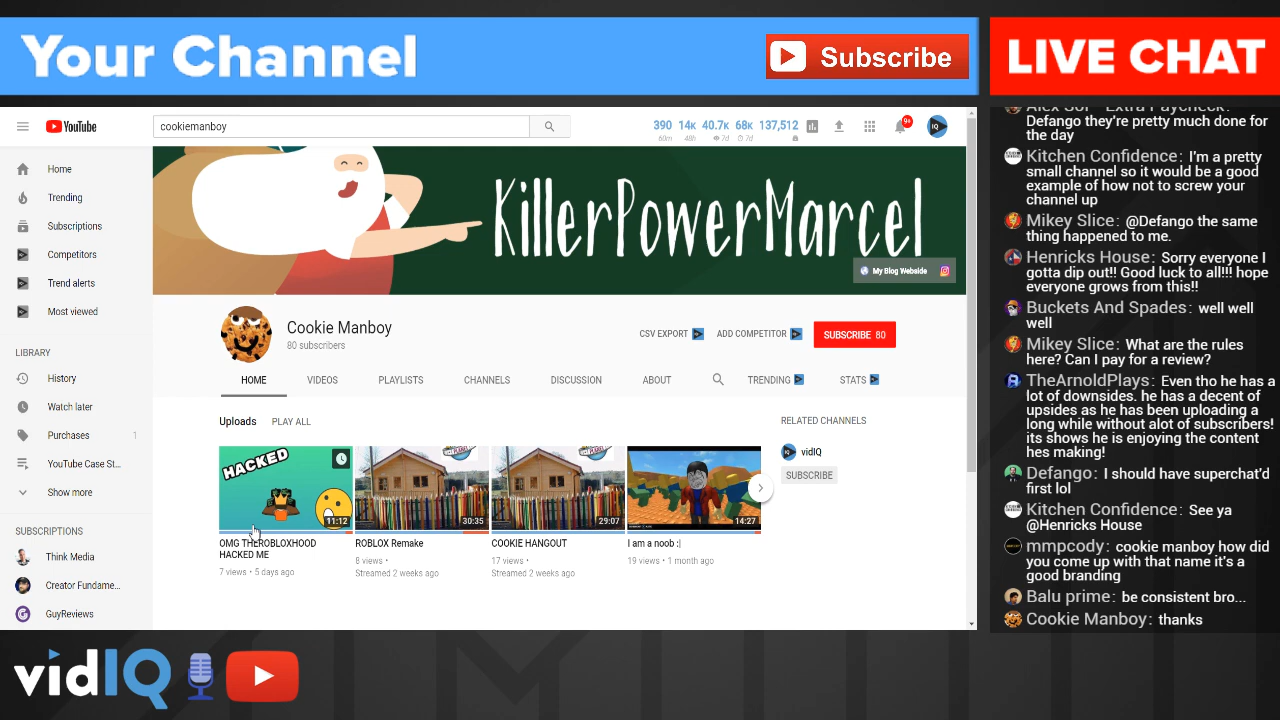 Your Channel
Subscribe
LIVE CHAT
YouTube
cookiemanboy
390 14K 40.7K 68K 137,512
60m 48h 7d 7d
9+
IQ
Home
Trending
Subscriptions
Competitors
Trend alerts
Most viewed
LIBRARY
History
Watch later
Purchases 1
YouTube Case St...
Show more
SUBSCRIPTIONS
Think Media
Creator Fundame...
GuyReviews
KillerPowerMarcel
My Blog Webside
Cookie Manboy
80 subscribers
CSV EXPORT
ADD COMPETITOR
SUBSCRIBE 80
HOME
VIDEOS
PLAYLISTS
CHANNELS
DISCUSSION
ABOUT
TRENDING
STATS
Uploads PLAY ALL
HACKED
11:12
OMG THEROBLOXHOOD
HACKED ME
7 views • 5 days ago
30:35
ROBLOX Remake
8 views •
Streamed 2 weeks ago
29:07
COOKIE HANGOUT
17 views •
Streamed 2 weeks ago
14:27
I am a noob :|
19 views • 1 month ago
RELATED CHANNELS
vidIQ
SUBSCRIBE
Alex Sol - Extra Paycheck:
Defango they're pretty much done for
the day
Kitchen Confidence: I'm a pretty
small channel so it would be a good
example of how not to screw your
channel up
Mikey Slice: @Defango the same
thing happened to me.
Henricks House: Sorry everyone I
gotta dip out!! Good luck to all!!! hope
everyone grows from this!!
Buckets And Spades: well well
well
Mikey Slice: What are the rules
here? Can I pay for a review?
TheArnoldPlays: Even tho he has a
lot of downsides. he has a decent of
upsides as he has been uploading a
long while without alot of subscribers!
its shows he is enjoying the content
hes making!
Defango: I should have superchat'd
first lol
Kitchen Confidence: See ya
@Henricks House
mmpcody: cookie manboy how did
you come up with that name it's a
good branding
Balu prime: be consistent bro...
Cookie Manboy: thanks
vidIQ